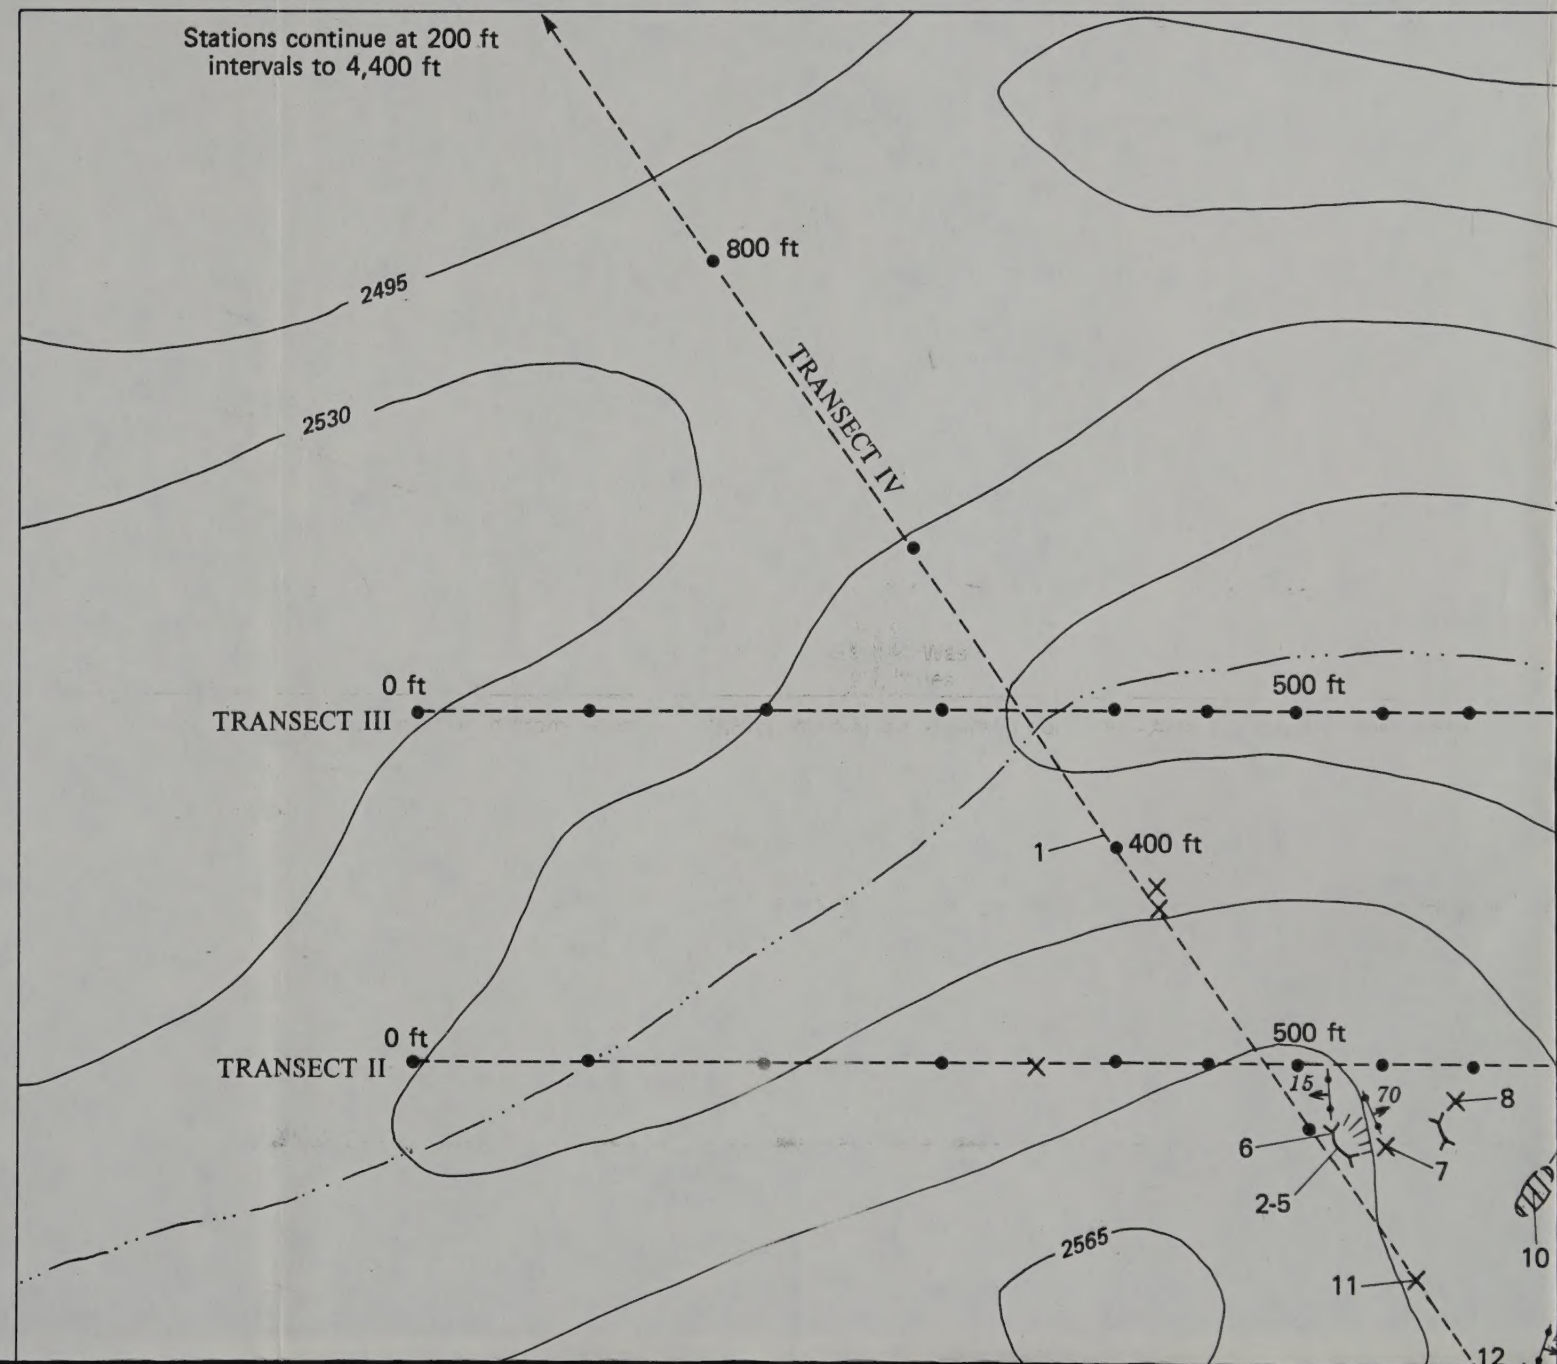 Stations continue at 200 ft
intervals to 4,400 ft
800 ft
2495
TRANSECT IV
2530
0 ft
500 ft
TRANSECT III
1
400 ft
0 ft
500 ft
TRANSECT II
15
70
8
6
7
2-5
2565
10
11
12